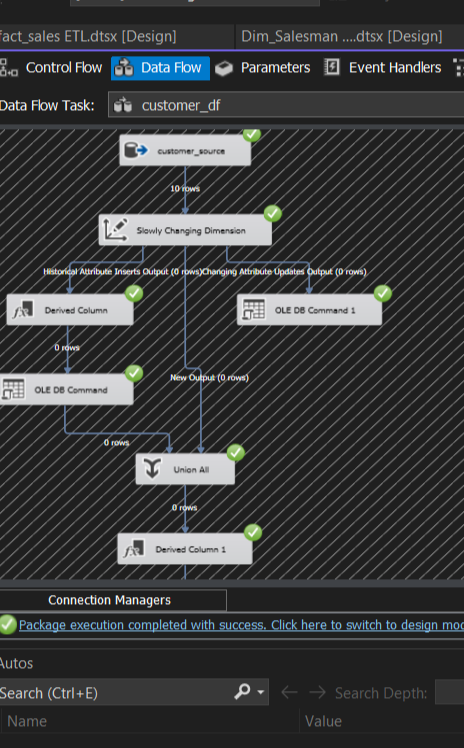 fact_sales ETL.dtsx [Design]
Dim_Salesman ....dtsx [Design]
Control Flow
Data Flow
Parameters
Event Handlers
Data Flow Task:
customer_df
customer_source
10 rows
Slowly Changing Dimension
Historical Attribute Inserts Output (0 rows)
Changing Attribute Updates Output (0 rows)
Derived Column
OLE DB Command 1
0 rows
New Output (0 rows)
OLE DB Command
0 rows
Union All
0 rows
Derived Column 1
Connection Managers
Package execution completed with success. Click here to switch to design mod
Autos
Search (Ctrl+E)
Search Depth:
Name
Value